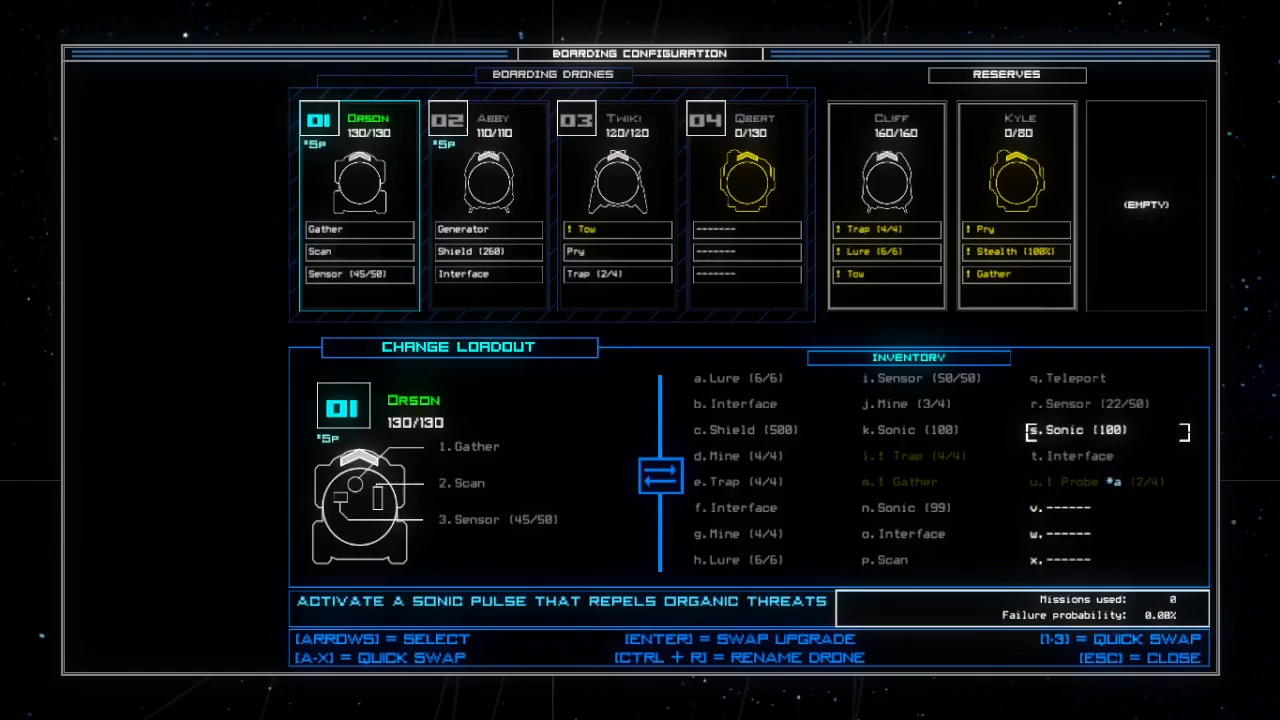 BOARDING CONFIGURATION
BOARDING DRONES
RESERVES
01 ORSON 130/130 *SP
Gather
Scan
Sensor (45/50)
02 ABBY 110/110 *SP
Generator
Shield (260)
Interface
03 TWIKI 120/120
! Tow
Pry
Trap (2/4)
04 QBERT 0/130
-------
-------
-------
CLIFF 160/160
! Trap (4/4)
! Lure (6/6)
! Tow
KYLE 0/80
! Pry
! Stealth (100%)
! Gather
(EMPTY)
CHANGE LOADOUT
01 ORSON
130/130
*SP
1.Gather
2.Scan
3.Sensor (45/50)
INVENTORY
a.Lure (6/6)
b.Interface
c.Shield (500)
d.Mine (4/4)
e.Trap (4/4)
f.Interface
g.Mine (4/4)
h.Lure (6/6)
i.Sensor (50/50)
j.Mine (3/4)
k.Sonic (100)
l.! Trap (4/4)
m.! Gather
n.Sonic (99)
o.Interface
p.Scan
q.Teleport
r.Sensor (22/50)
s.Sonic (100)
t.Interface
u.! Probe *a (2/4)
v.------
w.------
x.------
ACTIVATE A SONIC PULSE THAT REPELS ORGANIC THREATS
Missions used: 0
Failure probability: 0.00%
[ARROWS] = SELECT
[ENTER] = SWAP UPGRADE
[1-3] = QUICK SWAP
[A-X] = QUICK SWAP
[CTRL + R] = RENAME DRONE
[ESC] = CLOSE